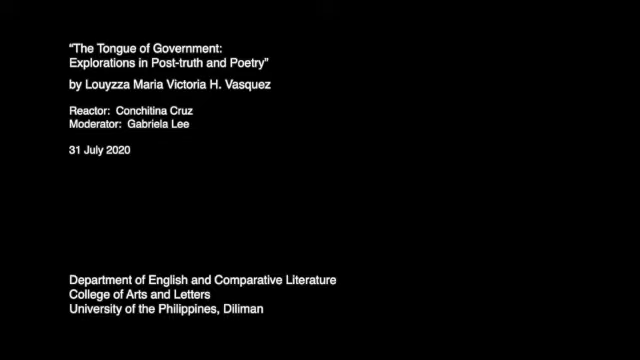 “The Tongue of Government:
Explorations in Post-truth and Poetry”
by Louyzza Maria Victoria H. Vasquez
Reactor: Conchitina Cruz
Moderator: Gabriela Lee
31 July 2020
Department of English and Comparative Literature
College of Arts and Letters
University of the Philippines, Diliman